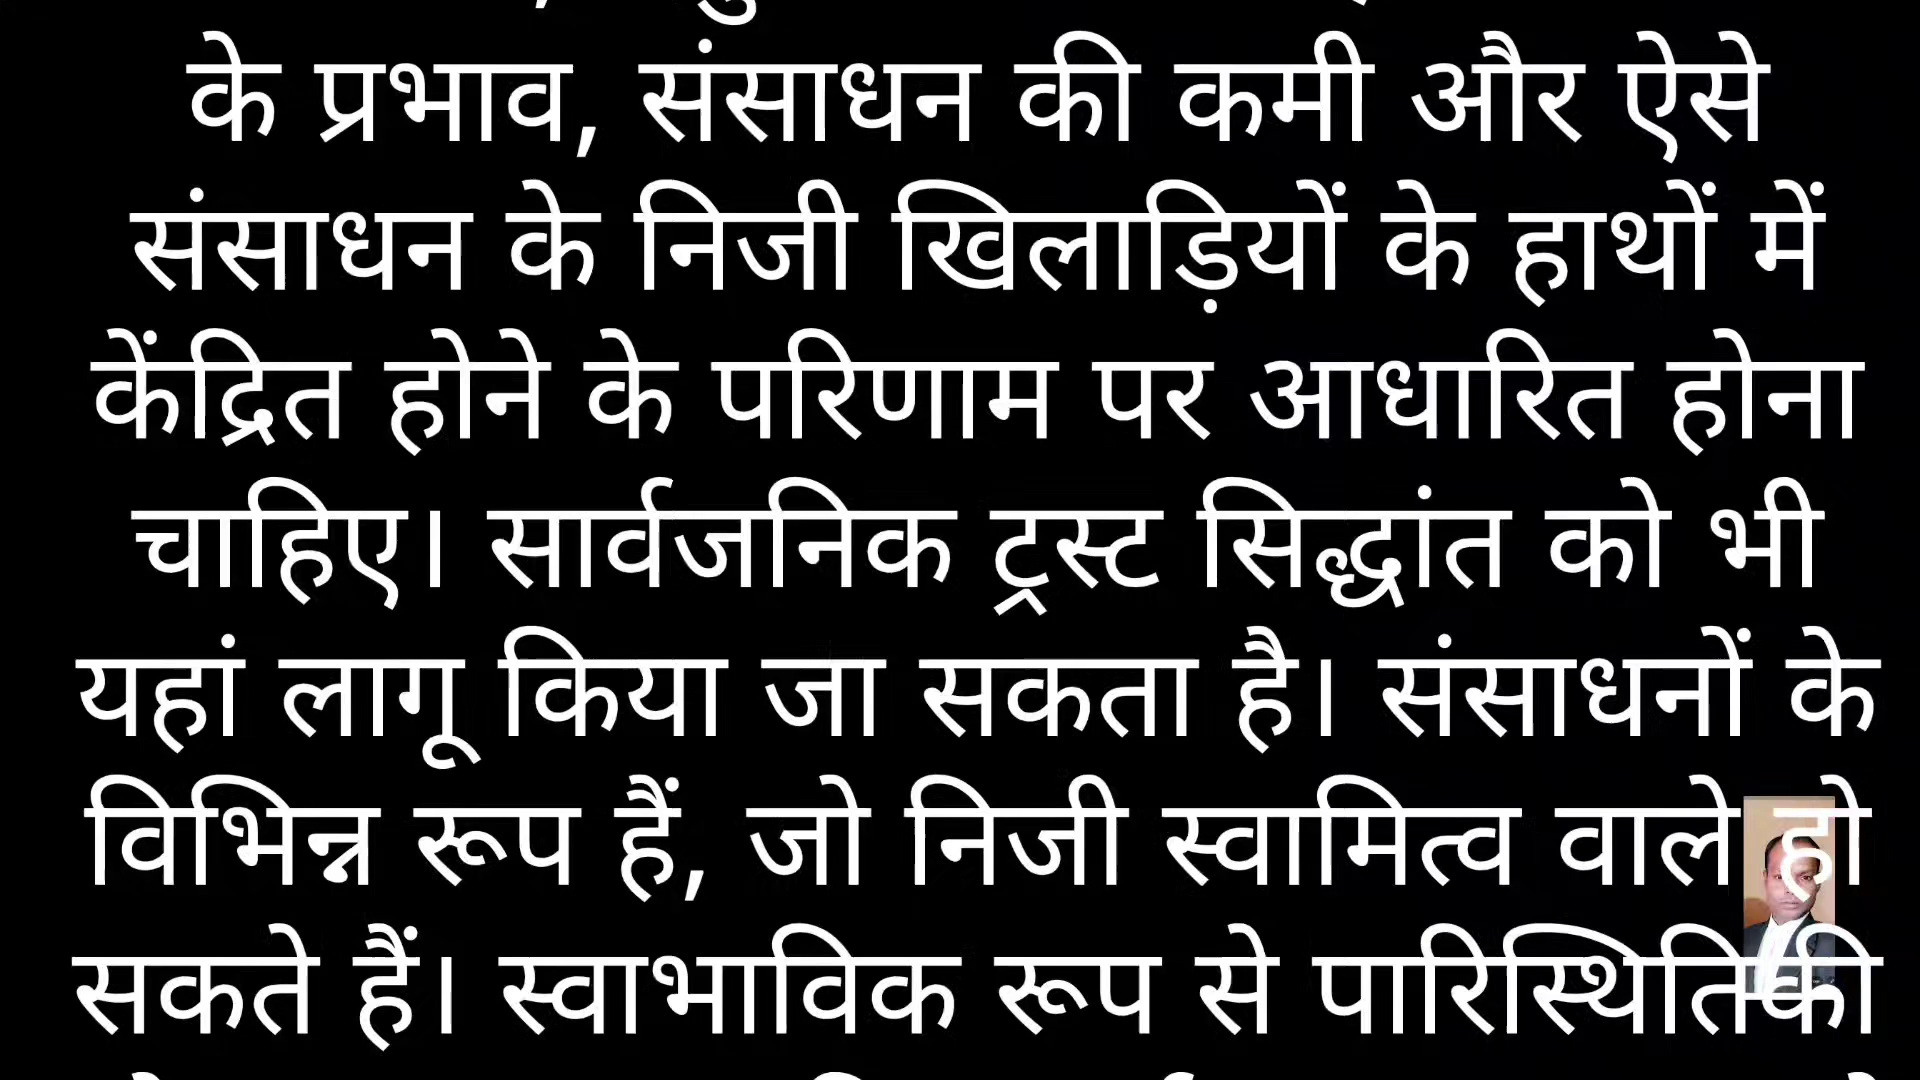 के प्रभाव, संसाधन की कमी और ऐसे
संसाधन के निजी खिलाड़ियों के हाथों में
केंद्रित होने के परिणाम पर आधारित होना
चाहिए। सार्वजनिक ट्रस्ट सिद्धांत को भी
यहां लागू किया जा सकता है। संसाधनों के
विभिन्न रूप हैं, जो निजी स्वामित्व वाले हो
सकते हैं। स्वाभाविक रूप से पारिस्थितिकी